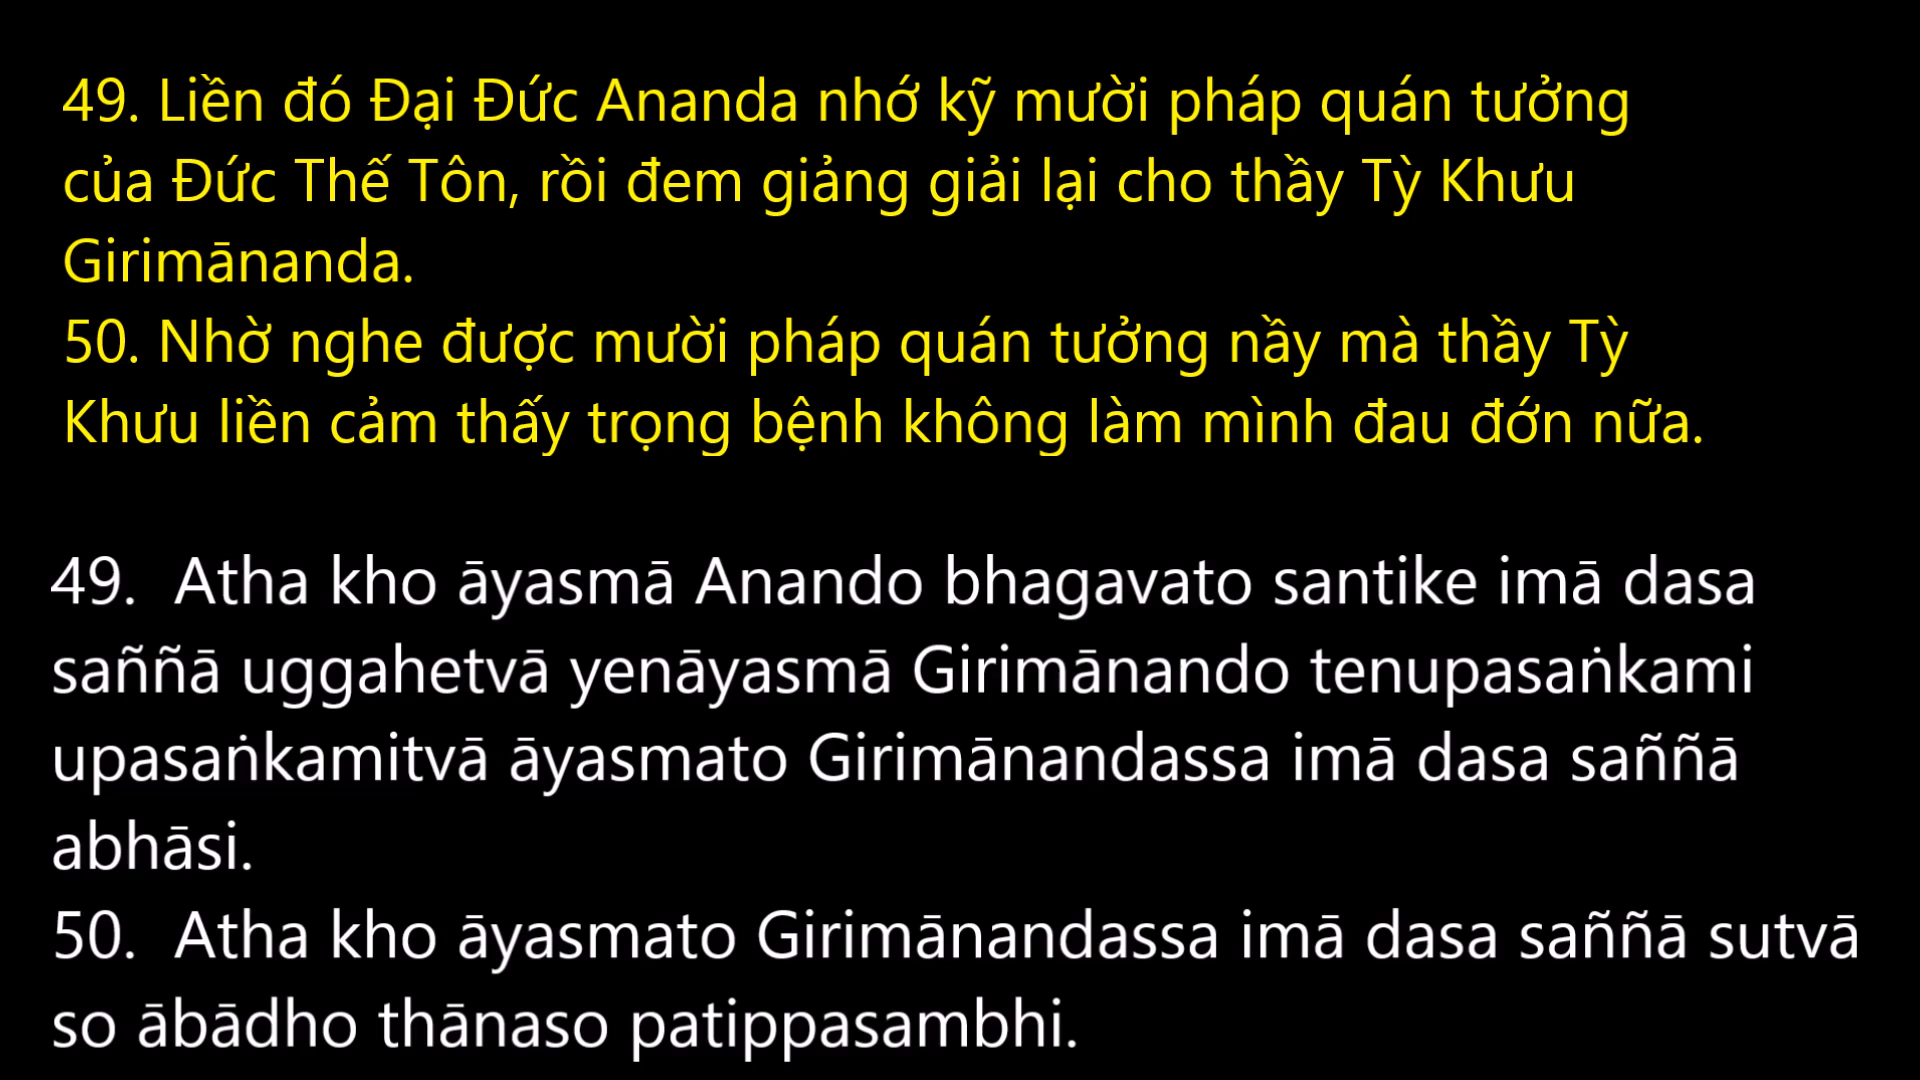 49. Liền đó Đại Đức Ananda nhớ kỹ mười pháp quán tưởng
của Đức Thế Tôn, rồi đem giảng giải lại cho thầy Tỳ Khưu
Girimānanda.
50. Nhờ nghe được mười pháp quán tưởng nầy mà thầy Tỳ
Khưu liền cảm thấy trọng bệnh không làm mình đau đớn nữa.
49.  Atha kho āyasmā Anando bhagavato santike imā dasa
saññā uggahetvā yenāyasmā Girimānando tenupasaṅkami
upasaṅkamitvā āyasmato Girimānandassa imā dasa saññā
abhāsi.
50.  Atha kho āyasmato Girimānandassa imā dasa saññā sutvā
so ābādho thānaso patippasambhi.